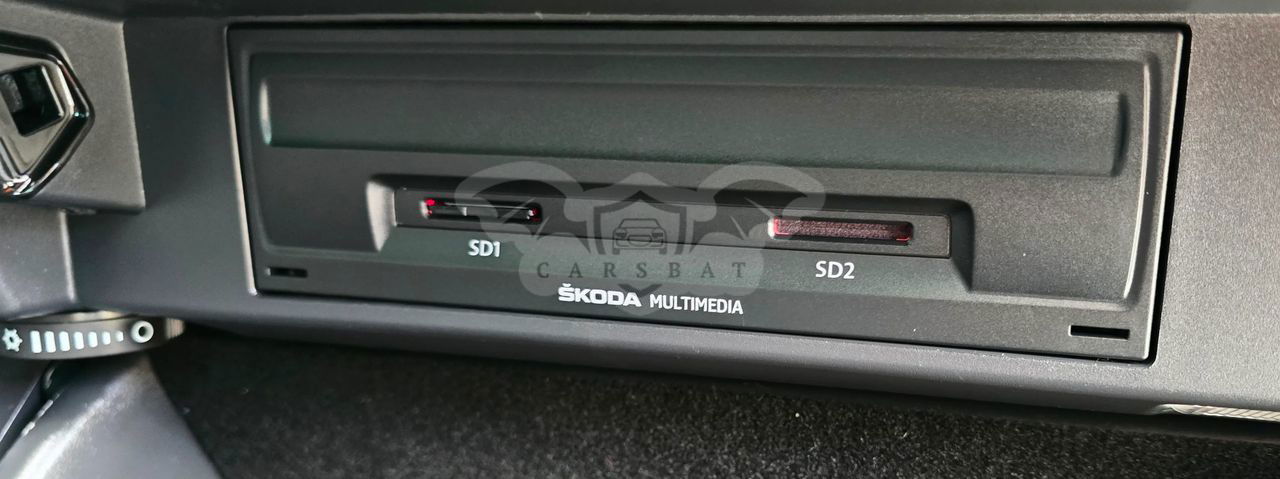 SD1
SD2
CARSBAT
ŠKODA MULTIMEDIA